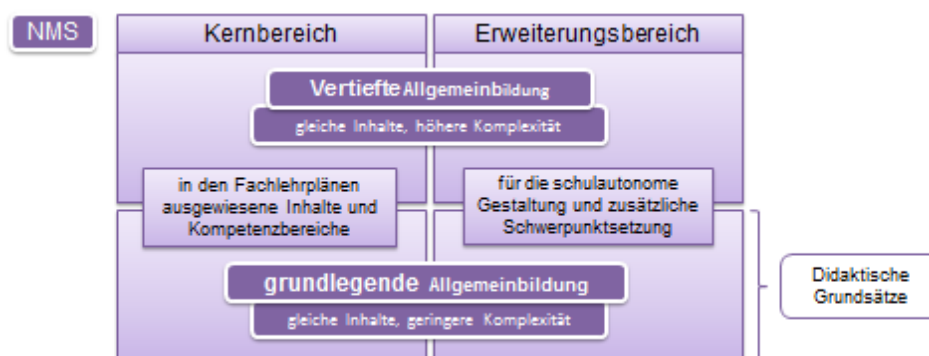 NMS
Kernbereich
Erweiterungsbereich
Vertiefte Allgemeinbildung
gleiche Inhalte, höhere Komplexität
in den Fachlehrplänen
ausgewiesene Inhalte und
Kompetenzbereiche
für die schulautonome
Gestaltung und zusätzliche
Schwerpunktsetzung
grundlegende Allgemeinbildung
gleiche Inhalte, geringere Komplexität
Didaktische
Grundsätze